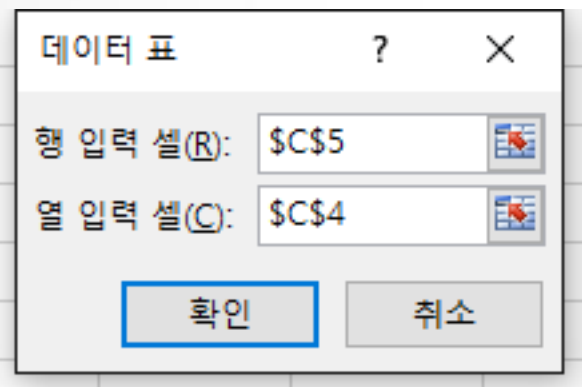 데이터 표 ?
행 입력 셀(R): $C$5
열 입력 셀(C): $C$4
확인 취소